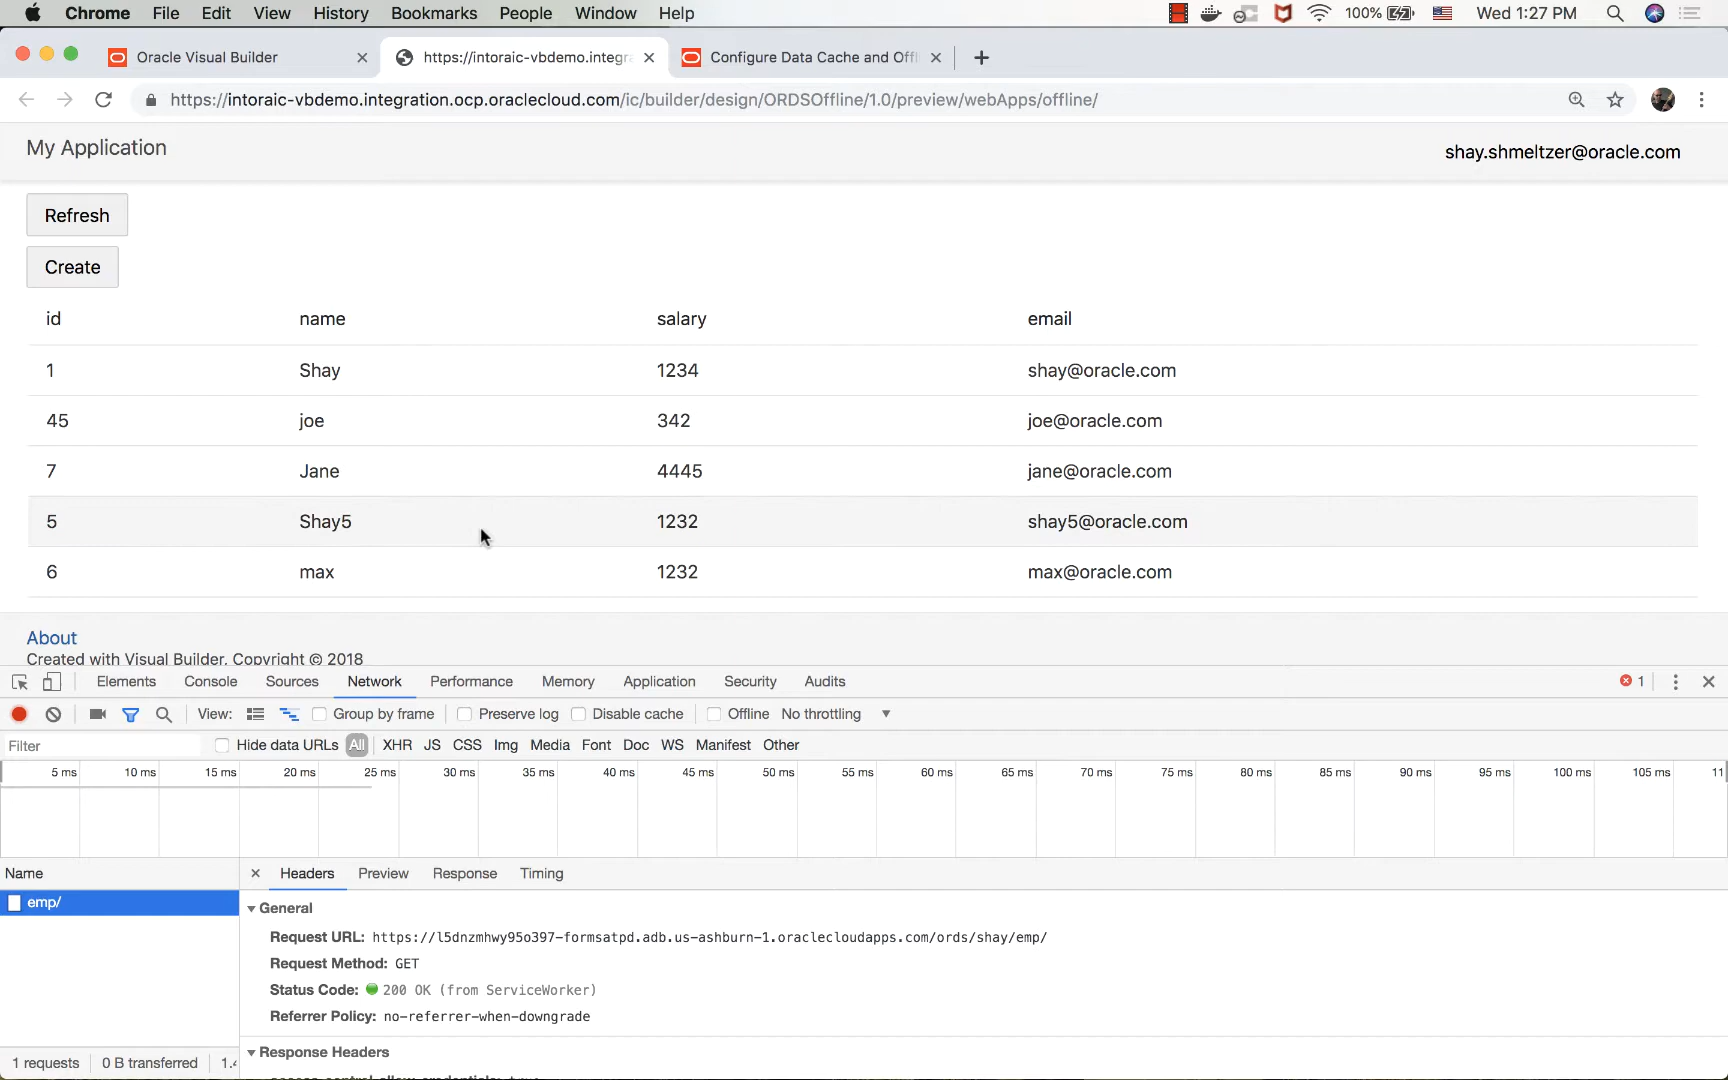 Chrome File Edit View History Bookmarks People Window Help 100% Wed 1:27 PM
Oracle Visual Builder https://intoraic-vbdemo.integra Configure Data Cache and Offl
https://intoraic-vbdemo.integration.ocp.oraclecloud.com/ic/builder/design/ORDSOffline/1.0/preview/webApps/offline/
My Application shay.shmeltzer@oracle.com
Refresh
Create
id name salary email
1 Shay 1234 shay@oracle.com
45 joe 342 joe@oracle.com
7 Jane 4445 jane@oracle.com
5 Shay5 1232 shay5@oracle.com
6 max 1232 max@oracle.com
About
Created with Visual Builder. Copyright © 2018
Elements Console Sources Network Performance Memory Application Security Audits 1
View: Group by frame Preserve log Disable cache Offline No throttling
Filter Hide data URLs All XHR JS CSS Img Media Font Doc WS Manifest Other
5 ms 10 ms 15 ms 20 ms 25 ms 30 ms 35 ms 40 ms 45 ms 50 ms 55 ms 60 ms 65 ms 70 ms 75 ms 80 ms 85 ms 90 ms 95 ms 100 ms 105 ms 11
Name Headers Preview Response Timing
emp/ General
Request URL: https://l5dnzmhwy95o397-formsatpd.adb.us-ashburn-1.oraclecloudapps.com/ords/shay/emp/
Request Method: GET
Status Code: 200 OK (from ServiceWorker)
Referrer Policy: no-referrer-when-downgrade
Response Headers
1 requests 0 B transferred 1.4